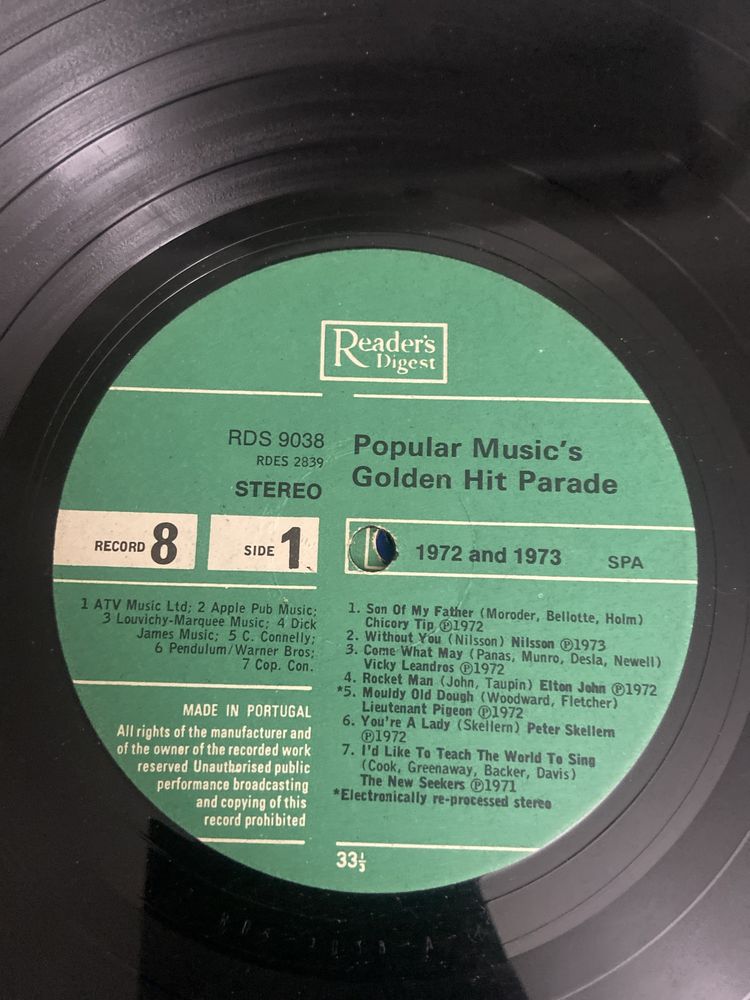 Reader's
Digest
RDS 9038
RDES 2839
STEREO
Popular Music's
Golden Hit Parade
RECORD 8
SIDE 1
1972 and 1973 SPA
1 ATV Music Ltd; 2 Apple Pub Music;
3 Louvichy-Marquee Music; 4 Dick
James Music; 5 C. Connelly;
6 Pendulum/Warner Bros;
7 Cop. Con.
MADE IN PORTUGAL
All rights of the manufacturer and
of the owner of the recorded work
reserved Unauthorised public
performance broadcasting
and copying of this
record prohibited
1. Son Of My Father (Moroder, Bellotte, Holm)
Chicory Tip ℗1972
2. Without You (Nilsson) Nilsson ℗1973
3. Come What May (Panas, Munro, Desla, Newell)
Vicky Leandros ℗1972
4. Rocket Man (John, Taupin) Elton John ℗1972
*5. Mouldy Old Dough (Woodward, Fletcher)
Lieutenant Pigeon ℗1972
6. You're A Lady (Skellern) Peter Skellern
℗1972
7. I'd Like To Teach The World To Sing
(Cook, Greenaway, Backer, Davis)
The New Seekers ℗1971
*Electronically re-processed stereo
33⅓